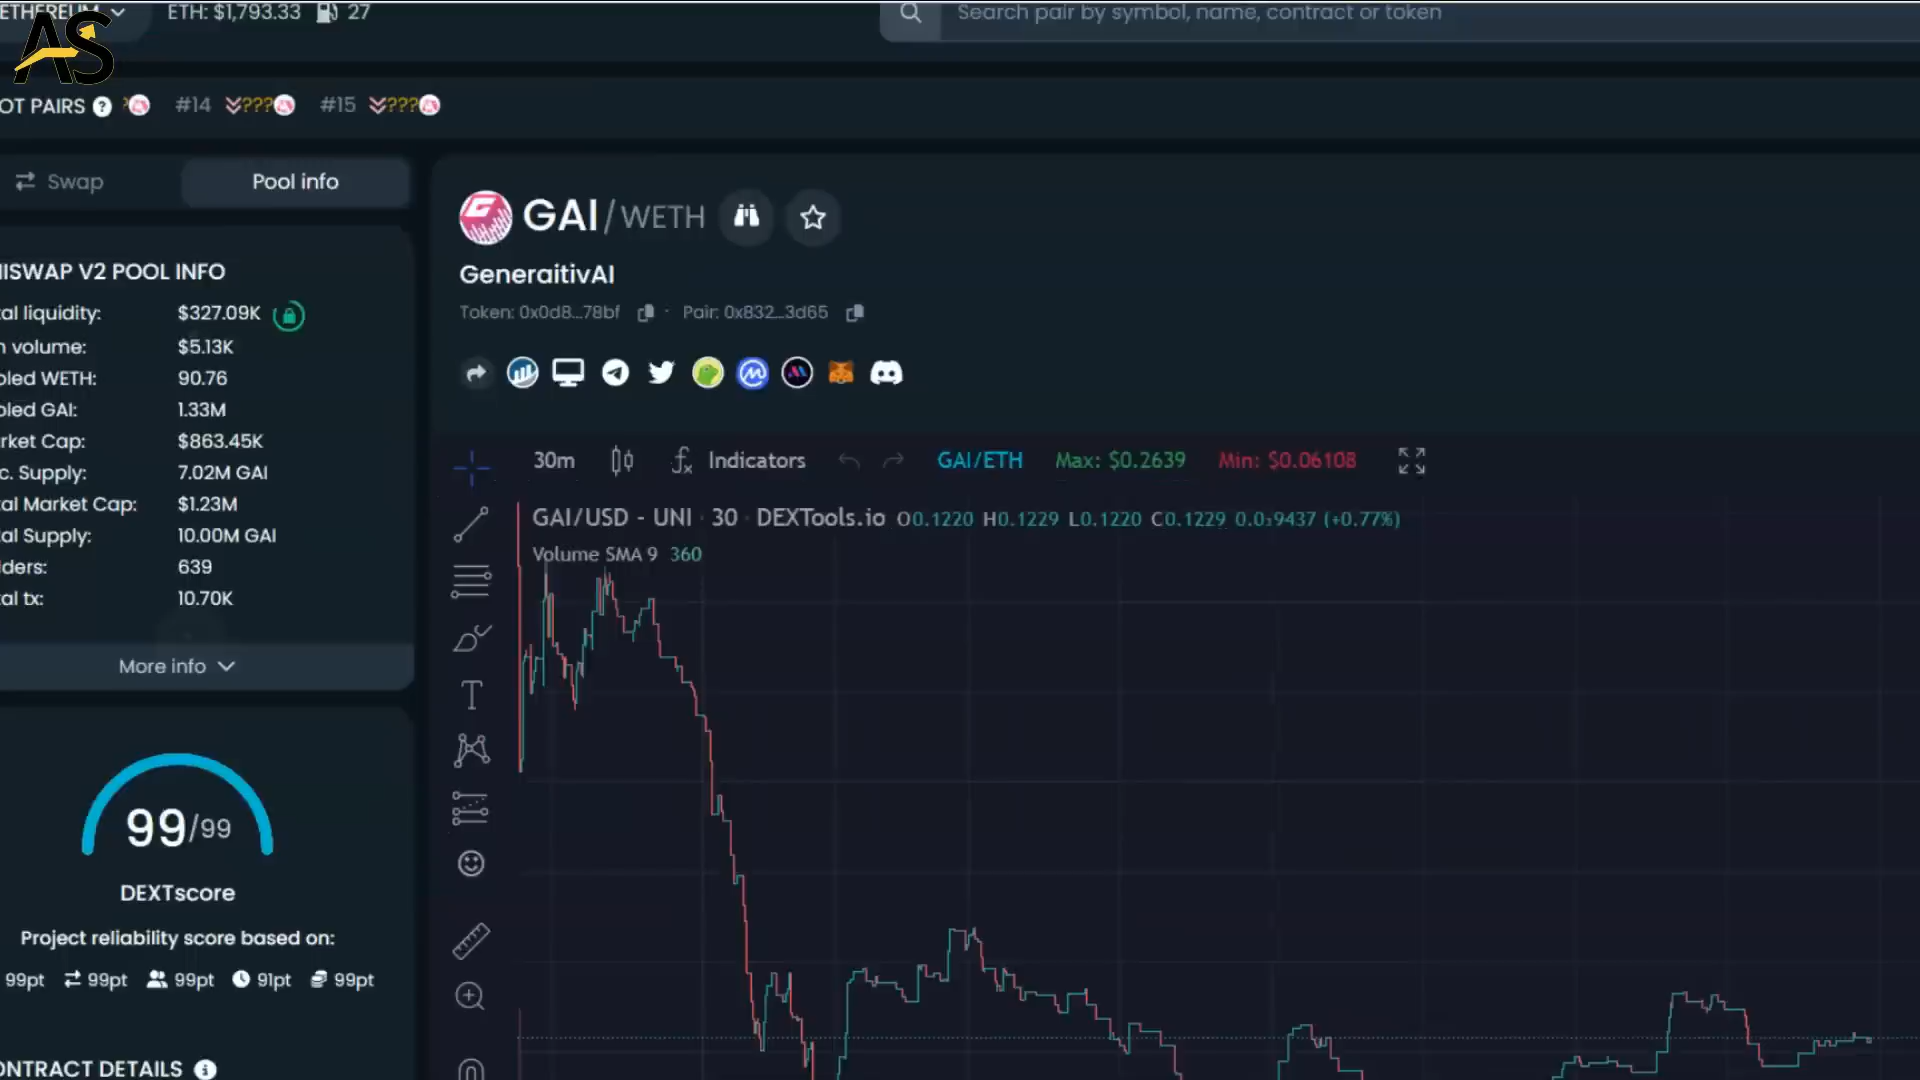 ETHEREUM ETH: $1,793.33 27
Search pair by symbol, name, contract or token
AS
OT PAIRS ? #14 ??? #15 ???
Swap Pool info
GAI/WETH
GeneraitivAI
Token: 0x0d8...78bf · Pair: 0x832...3d65
ISWAP V2 POOL INFO
al liquidity: $327.09K
volume: $5.13K
oled WETH: 90.76
oled GAI: 1.33M
rket Cap: $863.45K
c. Supply: 7.02M GAI
al Market Cap: $1.23M
al Supply: 10.00M GAI
ders: 639
al tx: 10.70K
More info
30m Indicators GAI/ETH Max: $0.2639 Min: $0.06108
GAI/USD - UNI · 30 · DEXTools.io O0.1220 H0.1229 L0.1220 C0.1229 0.0₃9437 (+0.77%)
Volume SMA 9 360
T
99/99
DEXTscore
Project reliability score based on:
99pt 99pt 99pt 91pt 99pt
ONTRACT DETAILS i